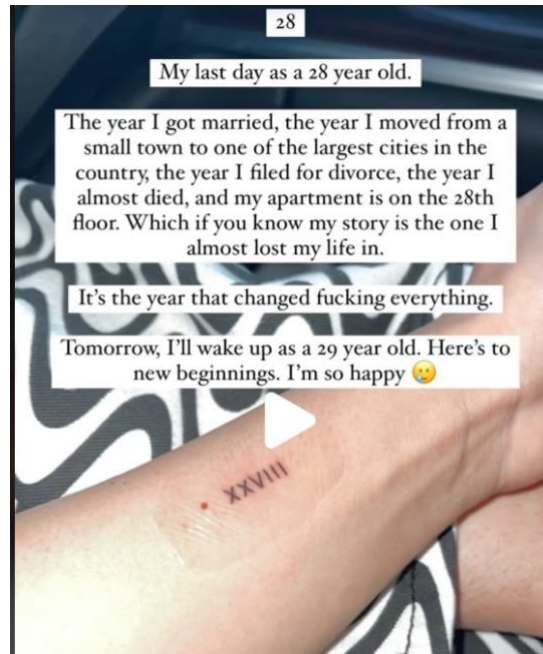 28
My last day as a 28 year old.
The year I got married, the year I moved from a
small town to one of the largest cities in the
country, the year I filed for divorce, the year I
almost died, and my apartment is on the 28th
floor. Which if you know my story is the one I
almost lost my life in.
It's the year that changed fucking everything.
Tomorrow, I'll wake up as a 29 year old. Here's to
new beginnings. I'm so happy 🥲
XXVIII